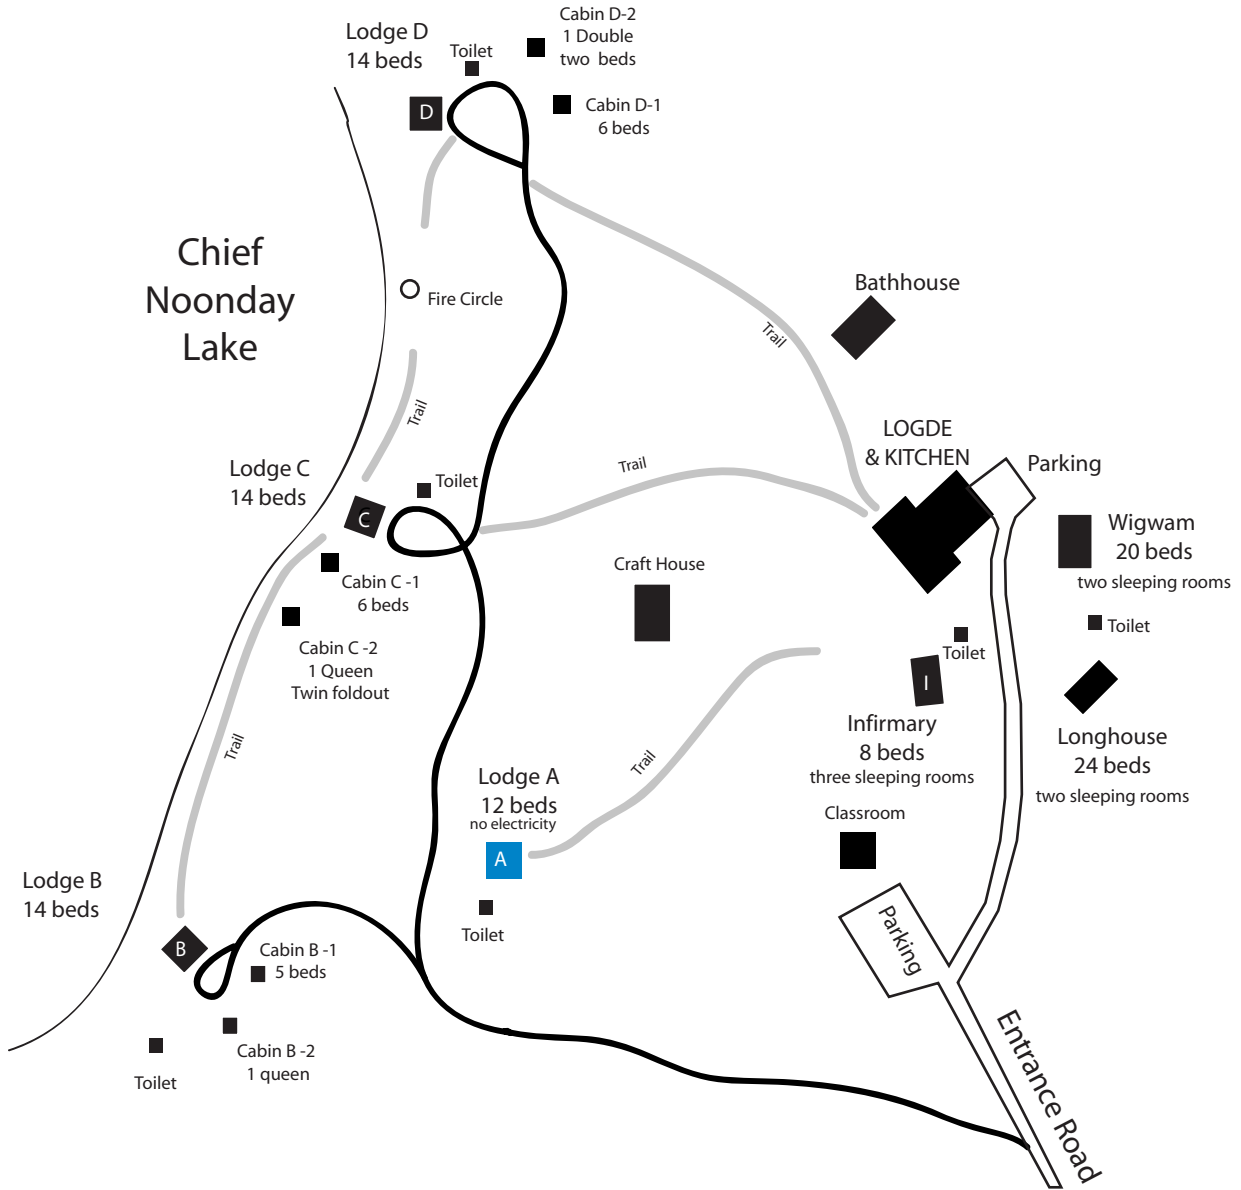 Lodge D
14 beds
Toilet
Cabin D-2
1 Double
two beds
D
Cabin D-1
6 beds
Chief
Noonday
Lake
Fire Circle
Bathhouse
Trail
Trail
LOGDE
& KITCHEN
Parking
Lodge C
14 beds
Toilet
Trail
C
Wigwam
20 beds
two sleeping rooms
Craft House
Cabin C -1
6 beds
Toilet
Toilet
Cabin C -2
1 Queen
Twin foldout
I
Infirmary
8 beds
three sleeping rooms
Longhouse
24 beds
two sleeping rooms
Trail
Trail
Lodge A
12 beds
no electricity
A
Classroom
Lodge B
14 beds
Toilet
Parking
B
Cabin B -1
5 beds
Cabin B -2
1 queen
Toilet
Entrance Road